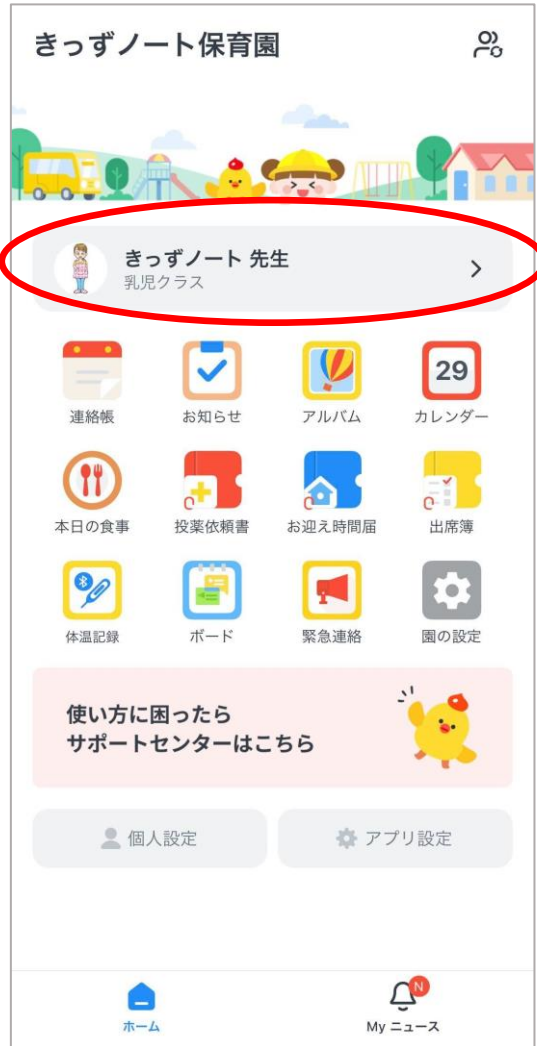 きっずノート保育園
きっずノート 先生
乳児クラス
29
連絡帳 お知らせ アルバム カレンダー
本日の食事 投薬依頼書 お迎え時間届 出席簿
体温記録 ボード 緊急連絡 園の設定
使い方に困ったら
サポートセンターはこちら
個人設定 アプリ設定
N
ホーム My ニュース